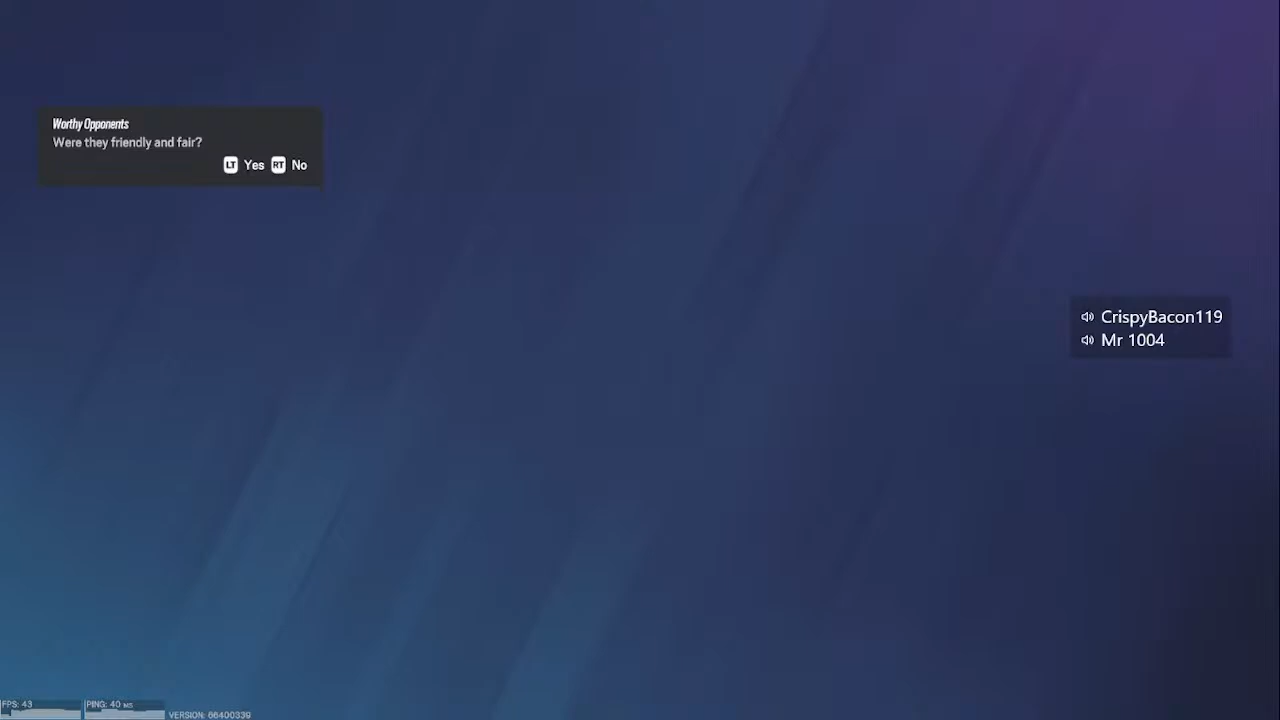 Worthy Opponents
Were they friendly and fair?
LT Yes RT No
CrispyBacon119
Mr 1004
FPS: 43 PING: 40 MS VERSION: 66400339